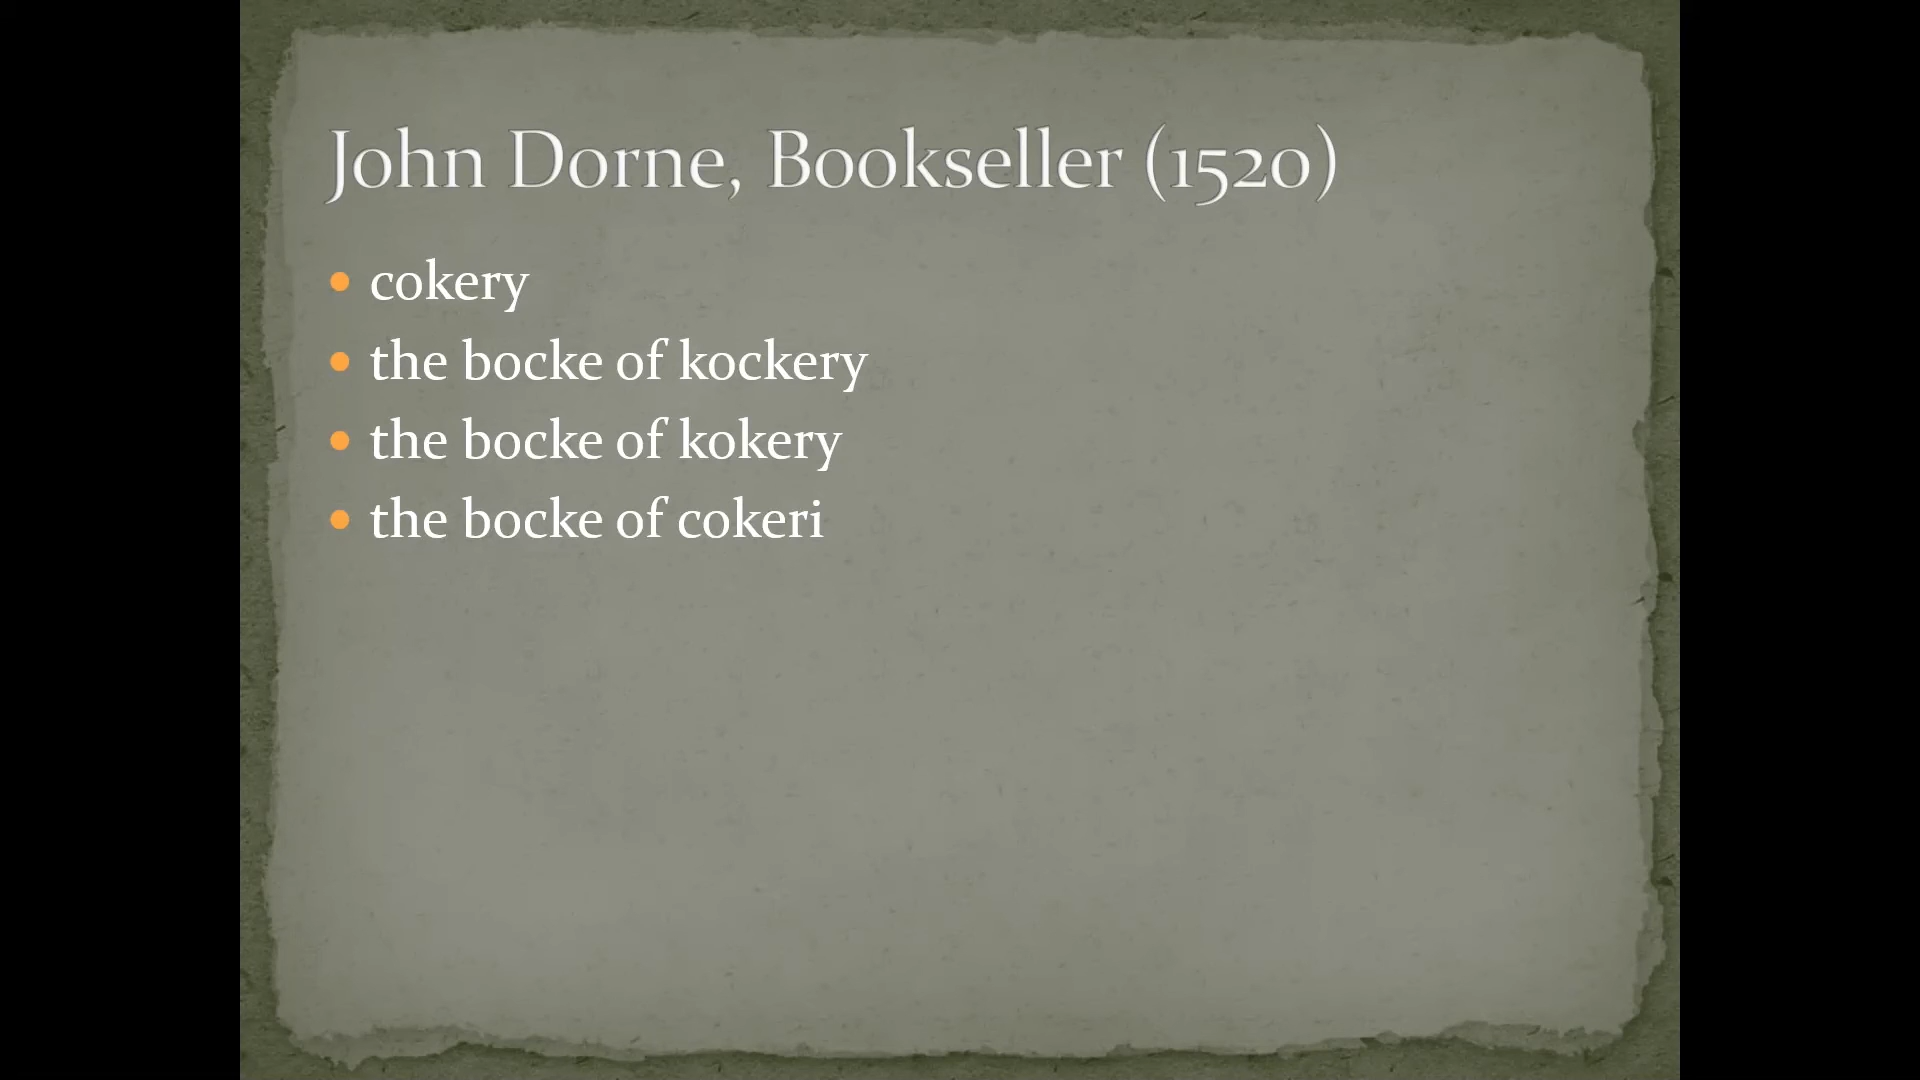 John Dorne, Bookseller (1520)
• cokery
• the bocke of kockery
• the bocke of kokery
• the bocke of cokeri